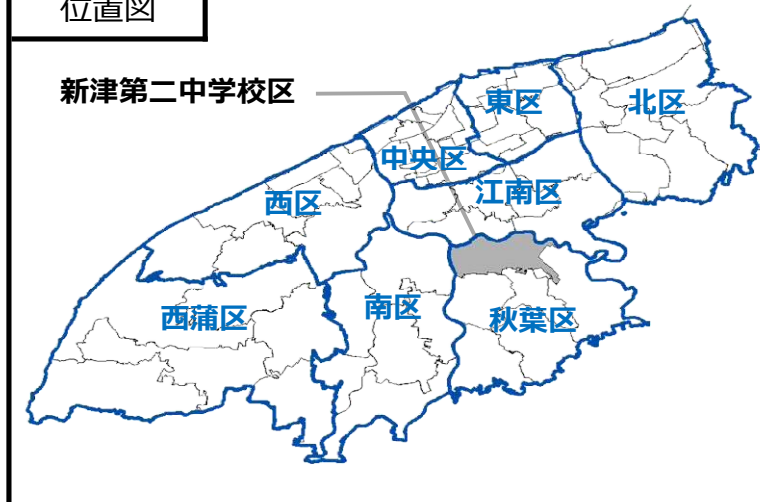 位置図
新津第二中学校区
東区
北区
中央区
江南区
西区
西蒲区
南区
秋葉区